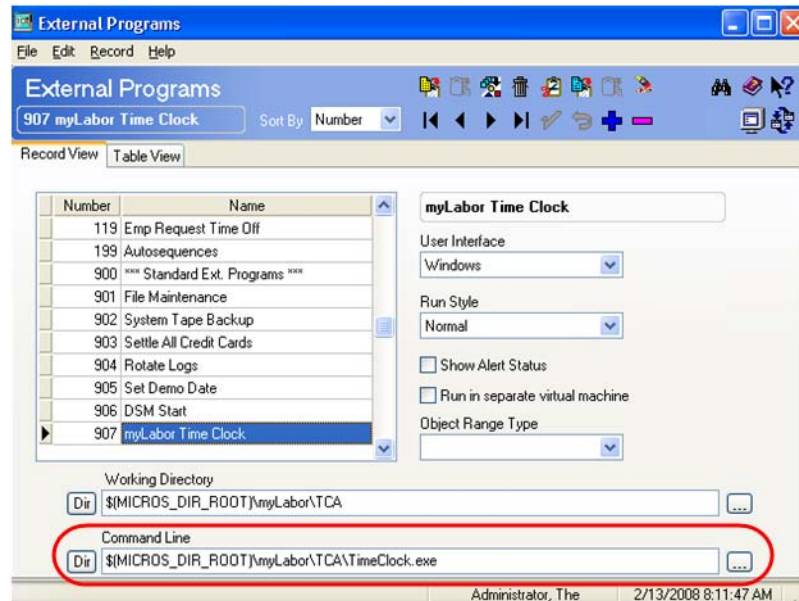 External Programs
File Edit Record Help
External Programs
907 myLabor Time Clock Sort By Number
Record View Table View
Number Name
119 Emp Request Time Off
199 Autosequences
900 *** Standard Ext. Programs ***
901 File Maintenance
902 System Tape Backup
903 Settle All Credit Cards
904 Rotate Logs
905 Set Demo Date
906 DSM Start
907 myLabor Time Clock
myLabor Time Clock
User Interface
Windows
Run Style
Normal
Show Alert Status
Run in separate virtual machine
Object Range Type
Working Directory
Dir $(MICROS_DIR_ROOT)\myLabor\TCA ...
Command Line
Dir $(MICROS_DIR_ROOT)\myLabor\TCA\TimeClock.exe ...
Administrator, The 2/13/2008 8:11:47 AM